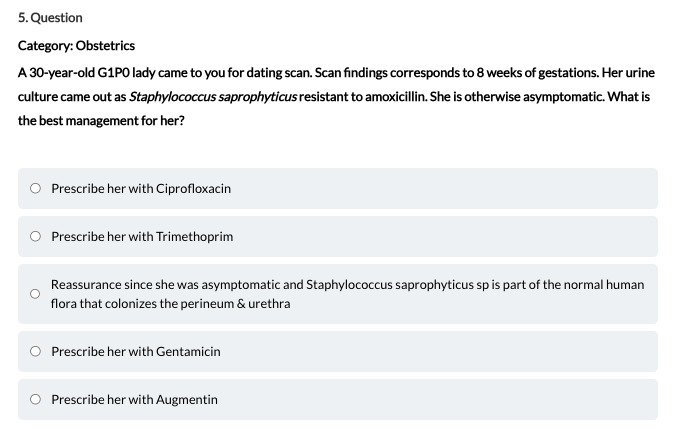 5. Question
Category: Obstetrics
A 30-year-old G1P0 lady came to you for dating scan. Scan findings corresponds to 8 weeks of gestations. Her urine
culture came out as Staphylococcus saprophyticus resistant to amoxicillin. She is otherwise asymptomatic. What is
the best management for her?
Prescribe her with Ciprofloxacin
Prescribe her with Trimethoprim
Reassurance since she was asymptomatic and Staphylococcus saprophyticus sp is part of the normal human
flora that colonizes the perineum & urethra
Prescribe her with Gentamicin
Prescribe her with Augmentin